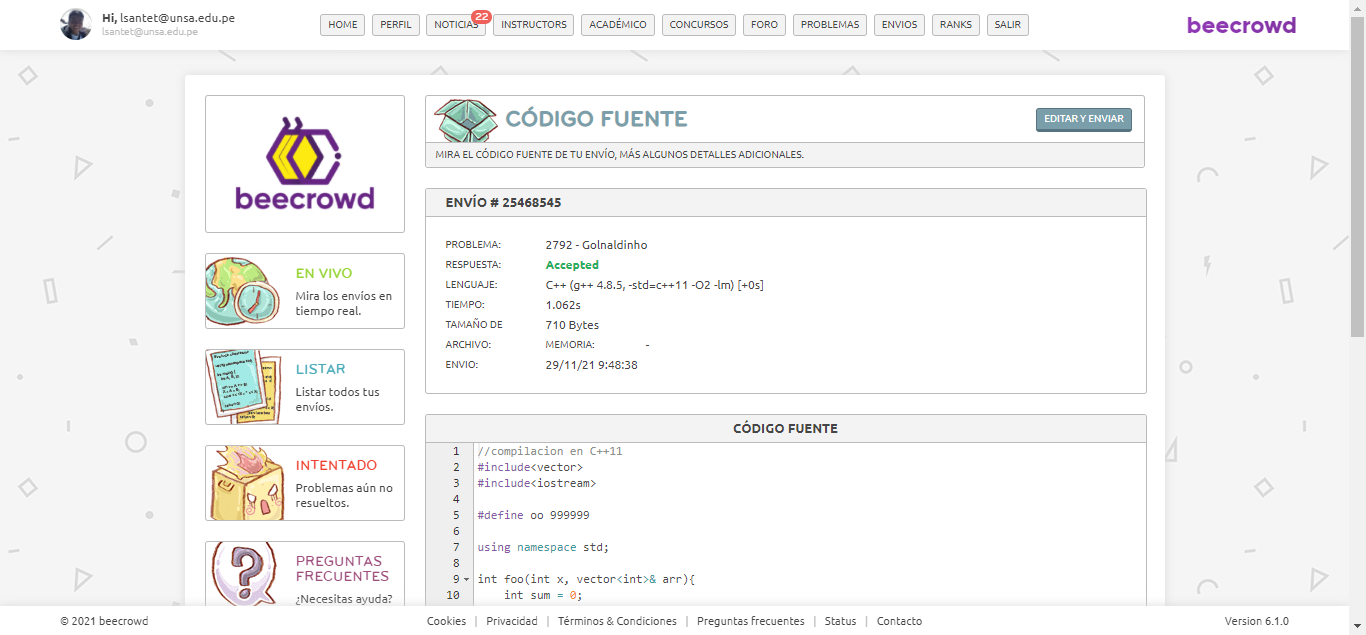 Hi, lsantet@unsa.edu.pe
lsantet@unsa.edu.pe
HOME PERFIL NOTICIAS 22 INSTRUCTORS ACADÉMICO CONCURSOS FORO PROBLEMAS ENVIOS RANKS SALIR
beecrowd
beecrowd
EN VIVO
Mira los envíos en
tiempo real.
LISTAR
Listar todos tus
envíos.
INTENTADO
Problemas aún no
resueltos.
PREGUNTAS
FRECUENTES
¿Necesitas ayuda?
CÓDIGO FUENTE
EDITAR Y ENVIAR
MIRA EL CÓDIGO FUENTE DE TU ENVÍO, MÁS ALGUNOS DETALLES ADICIONALES.
ENVÍO # 25468545
PROBLEMA: 2792 - Golnaldinho
RESPUESTA: Accepted
LENGUAJE: C++ (g++ 4.8.5, -std=c++11 -O2 -lm) [+0s]
TIEMPO: 1.062s
TAMAÑO DE 710 Bytes
ARCHIVO: MEMORIA: -
ENVIO: 29/11/21 9:48:38
CÓDIGO FUENTE
1 //compilacion en C++11
2 #include<vector>
3 #include<iostream>
4
5 #define oo 999999
6
7 using namespace std;
8
9 int foo(int x, vector<int>& arr){
10 int sum = 0;
© 2021 beecrowd
Cookies | Privacidad | Términos & Condiciones | Preguntas frecuentes | Status | Contacto
Version 6.1.0